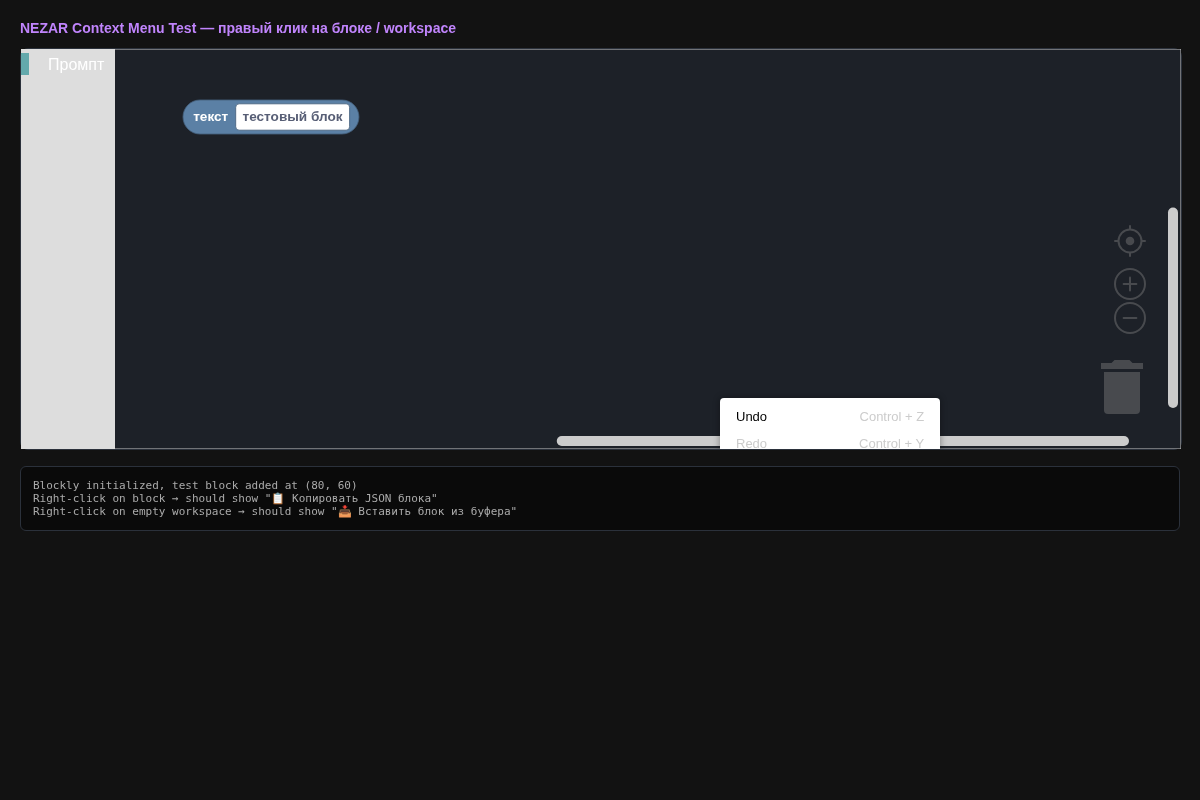 NEZAR Context Menu Test — правый клик на блоке / workspace
Промпт
текст тестовый блок
Undo Control + Z
Redo Control + Y
Blockly initialized, test block added at (80, 60)
Right-click on block → should show "📋 Копировать JSON блока"
Right-click on empty workspace → should show "📥 Вставить блок из буфера"